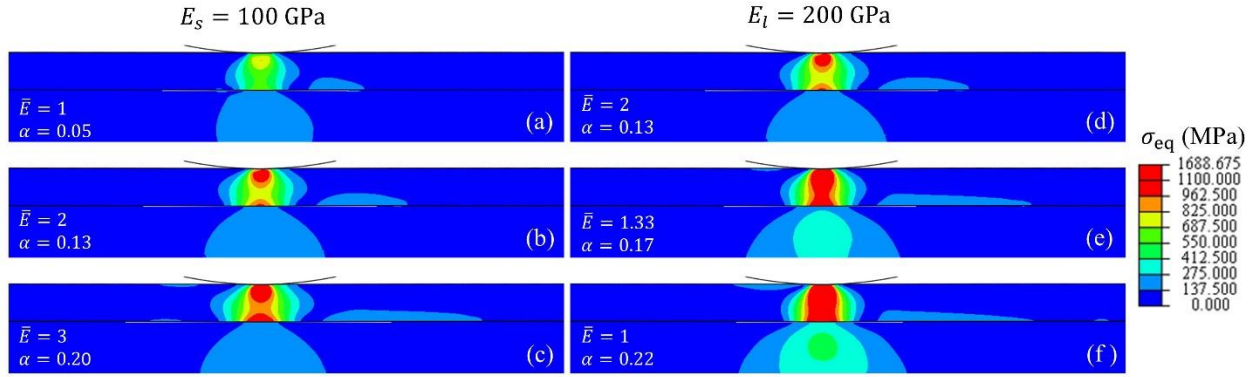 E_s = 100 GPa
E_l = 200 GPa
Ē = 1
α = 0.05
(a)
Ē = 2
α = 0.13
(d)
Ē = 2
α = 0.13
(b)
Ē = 1.33
α = 0.17
(e)
Ē = 3
α = 0.20
(c)
Ē = 1
α = 0.22
(f)
σ_eq (MPa)
1688.675
1100.000
962.500
825.000
687.500
550.000
412.500
275.000
137.500
0.000